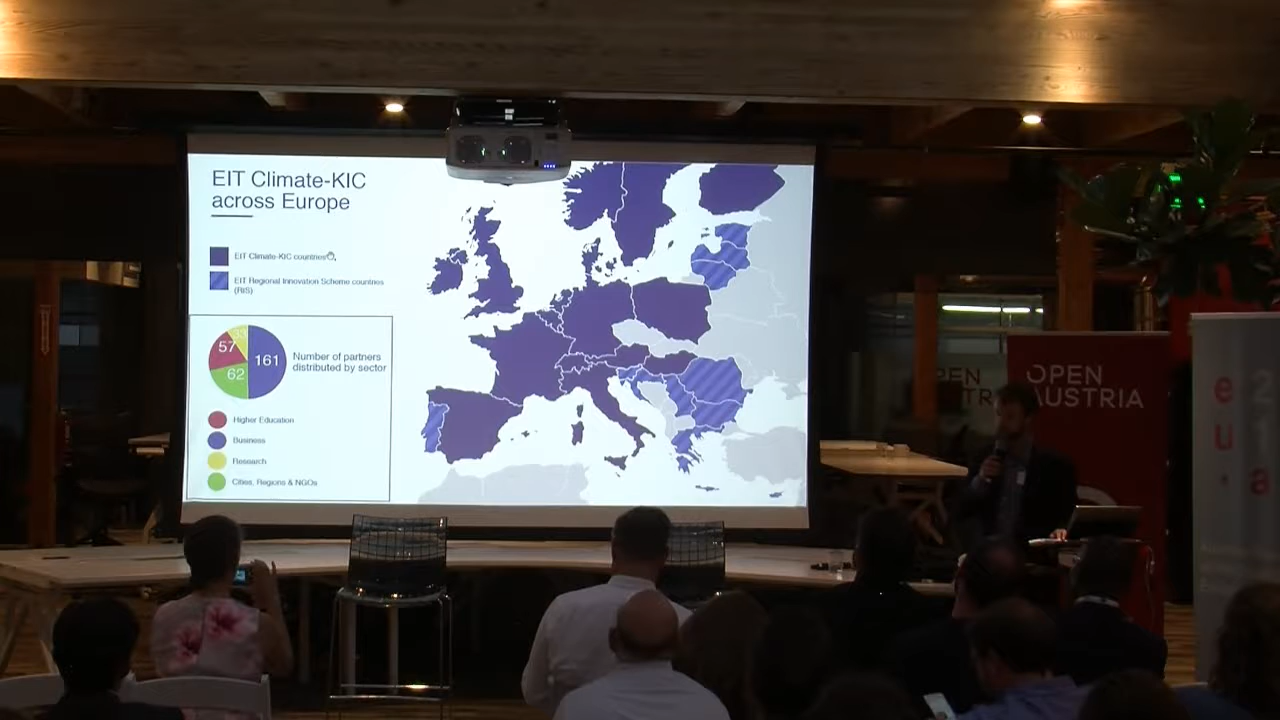 EIT Climate-KIC
across Europe
EIT Climate-KIC countries
EIT Regional Innovation Scheme countries
(RIS)
57
161
62
Number of partners
distributed by sector
Higher Education
Business
Research
Cities, Regions & NGOs
OPEN
AUSTRIA
e
u
a